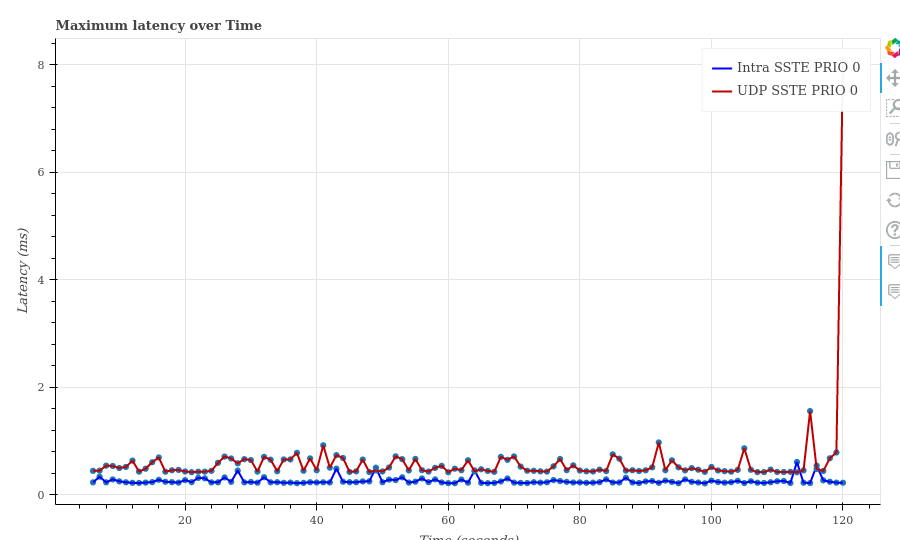 Maximum latency over Time
Intra SSTE PRIO 0
UDP SSTE PRIO 0
Latency (ms)
8
6
4
2
0
20
40
60
80
100
120
Time (seconds)